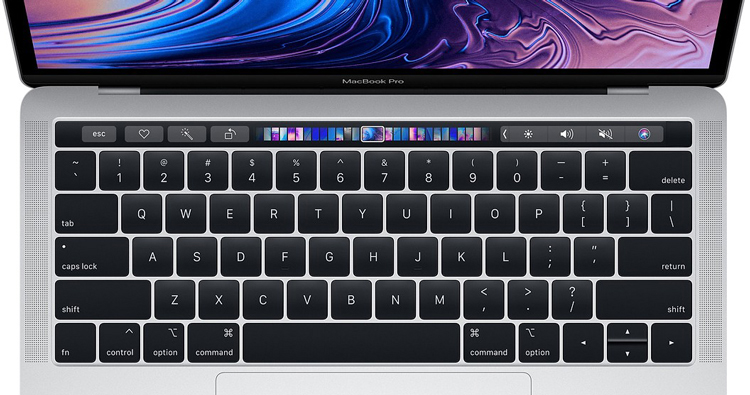 MacBook Pro
esc
~ ! @ # $ % ^ & * ( ) — +
` 1 2 3 4 5 6 7 8 9 0 - = delete
tab Q W E R T Y U I O P { [ } ] | \
caps lock A S D F G H J K L : ; " ' return
shift Z X C V B N M < , > . ? / shift
fn control option command command option